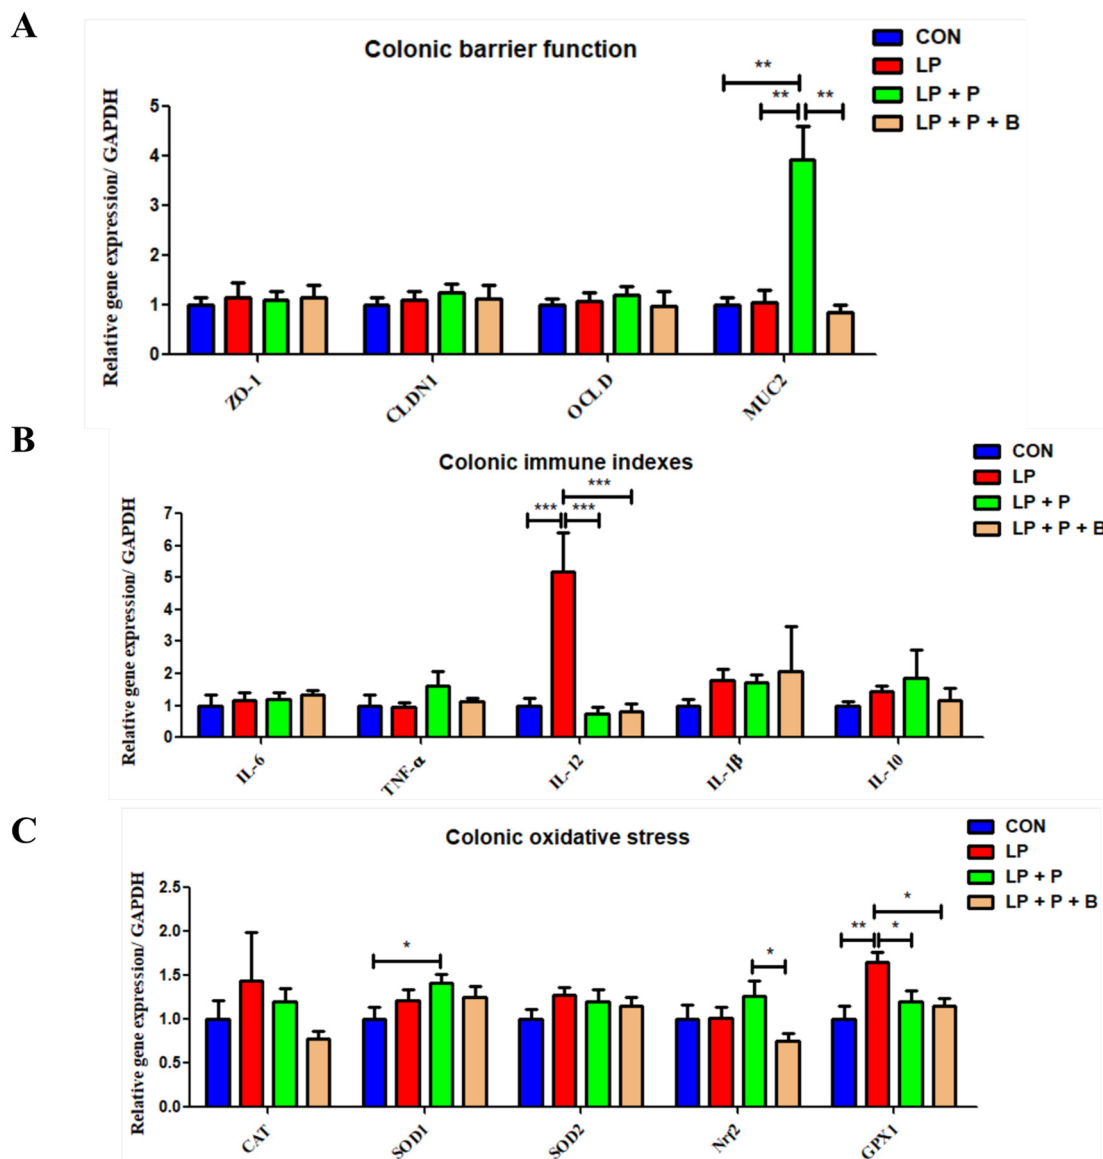 A
Colonic barrier function
CON
LP
LP + P
LP + P + B
** 
** **
Relative gene expression/ GAPDH
5
4
3
2
1
0
ZO-1 CLDN1 OCLD MUC2
B
Colonic immune indexes
CON
LP
LP + P
LP + P + B
***
*** ***
Relative gene expression/ GAPDH
7
6
5
4
3
2
1
0
IL-6 TNF-α IL-12 IL-1β IL-10
C
Colonic oxidative stress
CON
LP
LP + P
LP + P + B
*
** *
* *
Relative gene expression/ GAPDH
2.5
2.0
1.5
1.0
0.5
0.0
CAT SOD1 SOD2 Nrf2 GPX1